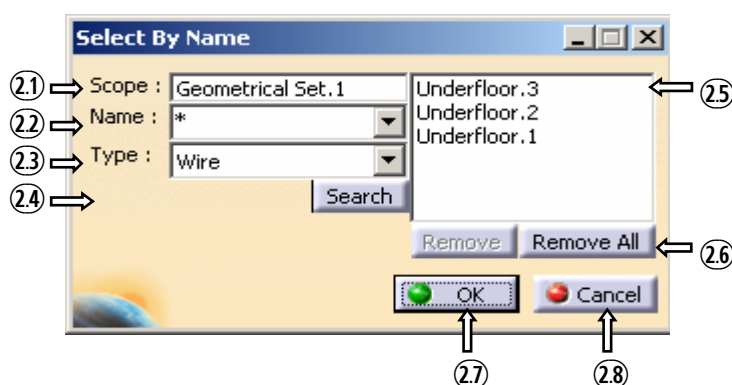 Select By Name
2.1 Scope : Geometrical Set.1 Underfloor.3 2.5
2.2 Name : * Underfloor.2
Underfloor.1
2.3 Type : Wire
2.4 Search
Remove Remove All 2.6
OK Cancel
2.7 2.8